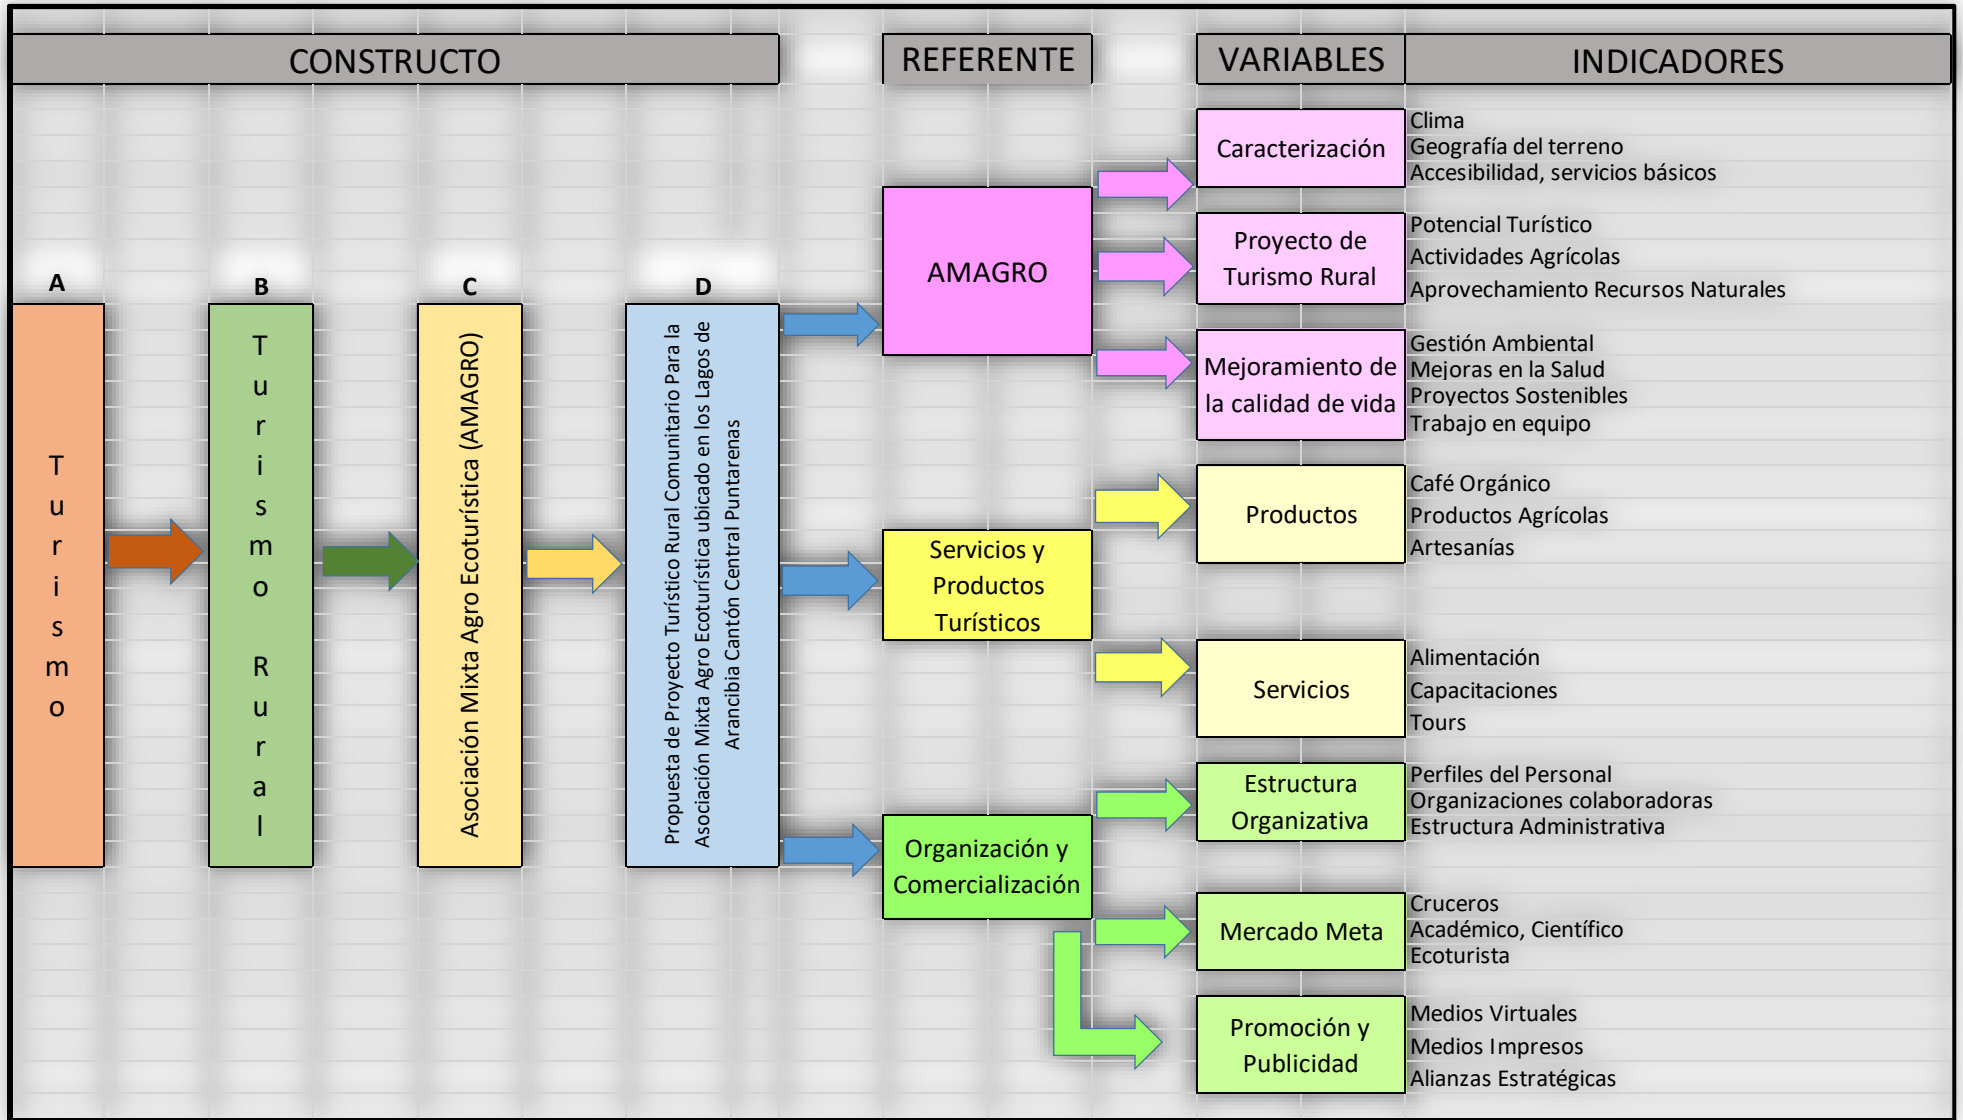 CONSTRUCTO
REFERENTE
VARIABLES
INDICADORES
A
Turismo
B
Turismo Rural
C
Asociación Mixta Agro Ecoturística (AMAGRO)
D
Propuesta de Proyecto Turístico Rural Comunitario Para la
Asociación Mixta Agro Ecoturística ubicado en los Lagos de
Arancibia Cantón Central Puntarenas
AMAGRO
Caracterización
Clima
Geografía del terreno
Accesibilidad, servicios básicos
Proyecto de
Turismo Rural
Potencial Turístico
Actividades Agrícolas
Aprovechamiento Recursos Naturales
Mejoramiento de
la calidad de vida
Gestión Ambiental
Mejoras en la Salud
Proyectos Sostenibles
Trabajo en equipo
Servicios y
Productos
Turísticos
Productos
Café Orgánico
Productos Agrícolas
Artesanías
Servicios
Alimentación
Capacitaciones
Tours
Organización y
Comercialización
Estructura
Organizativa
Perfiles del Personal
Organizaciones colaboradoras
Estructura Administrativa
Mercado Meta
Cruceros
Académico, Científico
Ecoturista
Promoción y
Publicidad
Medios Virtuales
Medios Impresos
Alianzas Estratégicas